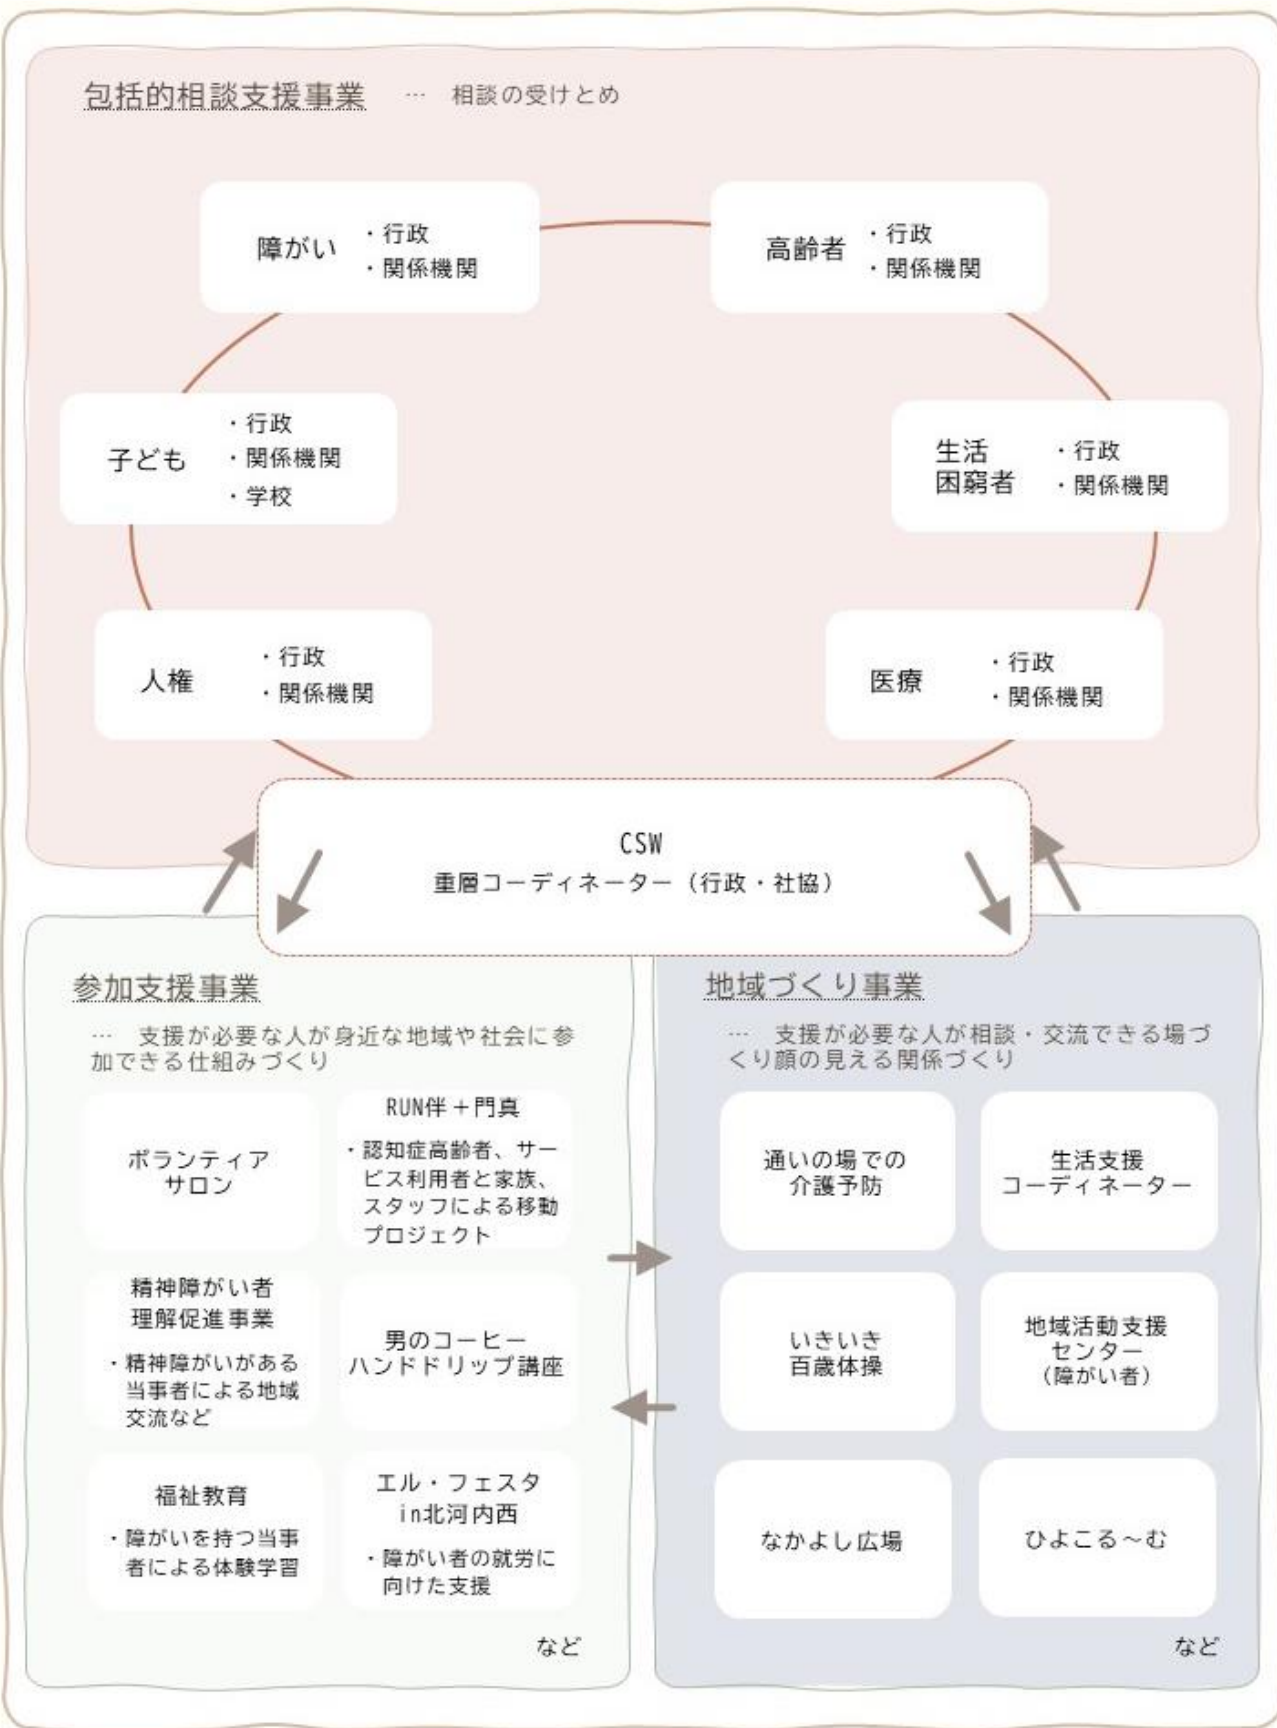 包括的相談支援事業 … 相談の受けとめ
障がい
・行政
・関係機関
高齢者
・行政
・関係機関
子ども
・行政
・関係機関
・学校
生活
困窮者
・行政
・関係機関
人権
・行政
・関係機関
医療
・行政
・関係機関
CSW
重層コーディネーター（行政・社協）
参加支援事業
… 支援が必要な人が身近な地域や社会に参
加できる仕組みづくり
ボランティア
サロン
RUN伴＋門真
・認知症高齢者、サー
ビス利用者と家族、
スタッフによる移動
プロジェクト
精神障がい者
理解促進事業
・精神障がいがある
当事者による地域
交流など
男のコーヒー
ハンドドリップ講座
福祉教育
・障がいを持つ当事
者による体験学習
エル・フェスタ
in北河内西
・障がい者の就労に
向けた支援
など
地域づくり事業
… 支援が必要な人が相談・交流できる場づ
くり顔の見える関係づくり
通いの場での
介護予防
生活支援
コーディネーター
いきいき
百歳体操
地域活動支援
センター
（障がい者）
なかよし広場
ひよこる～む
など